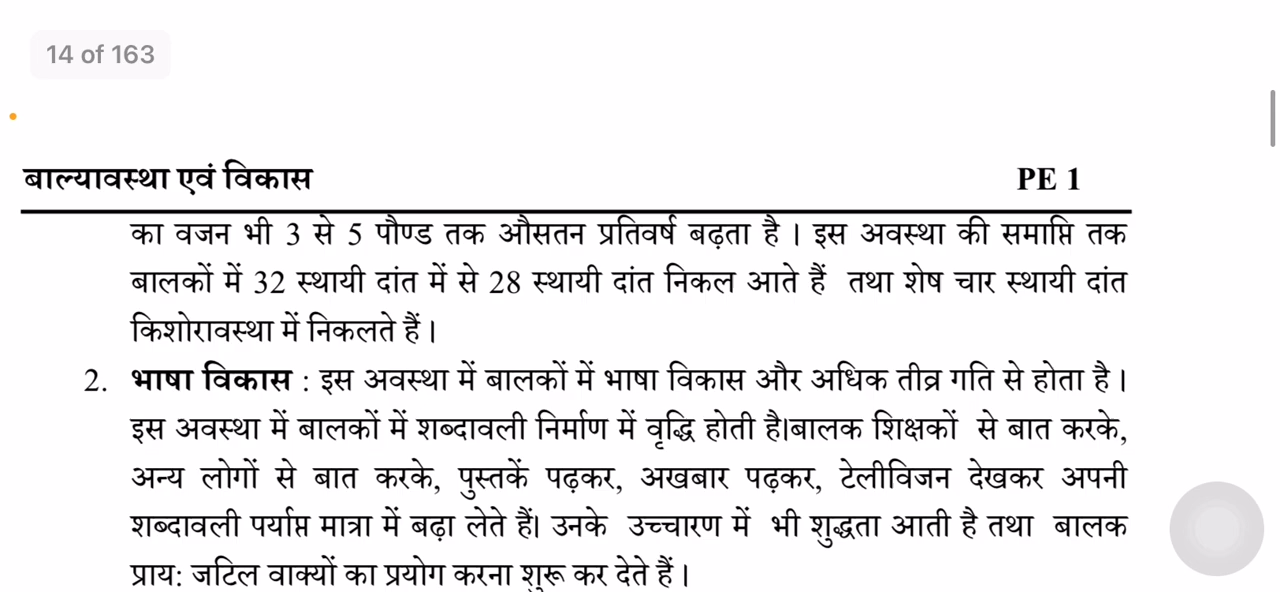 14 of 163
बाल्यावस्था एवं विकास PE 1
का वजन भी 3 से 5 पौण्ड तक औसतन प्रतिवर्ष बढ़ता है । इस अवस्था की समाप्ति तक
बालकों में 32 स्थायी दांत में से 28 स्थायी दांत निकल आते हैं तथा शेष चार स्थायी दांत
किशोरावस्था में निकलते हैं ।
2. भाषा विकास : इस अवस्था में बालकों में भाषा विकास और अधिक तीव्र गति से होता है ।
इस अवस्था में बालकों में शब्दावली निर्माण में वृद्धि होती है।बालक शिक्षकों से बात करके,
अन्य लोगों से बात करके, पुस्तकें पढ़कर, अखबार पढ़कर, टेलीविजन देखकर अपनी
शब्दावली पर्याप्त मात्रा में बढ़ा लेते हैं। उनके उच्चारण में भी शुद्धता आती है तथा बालक
प्राय: जटिल वाक्यों का प्रयोग करना शुरू कर देते हैं ।